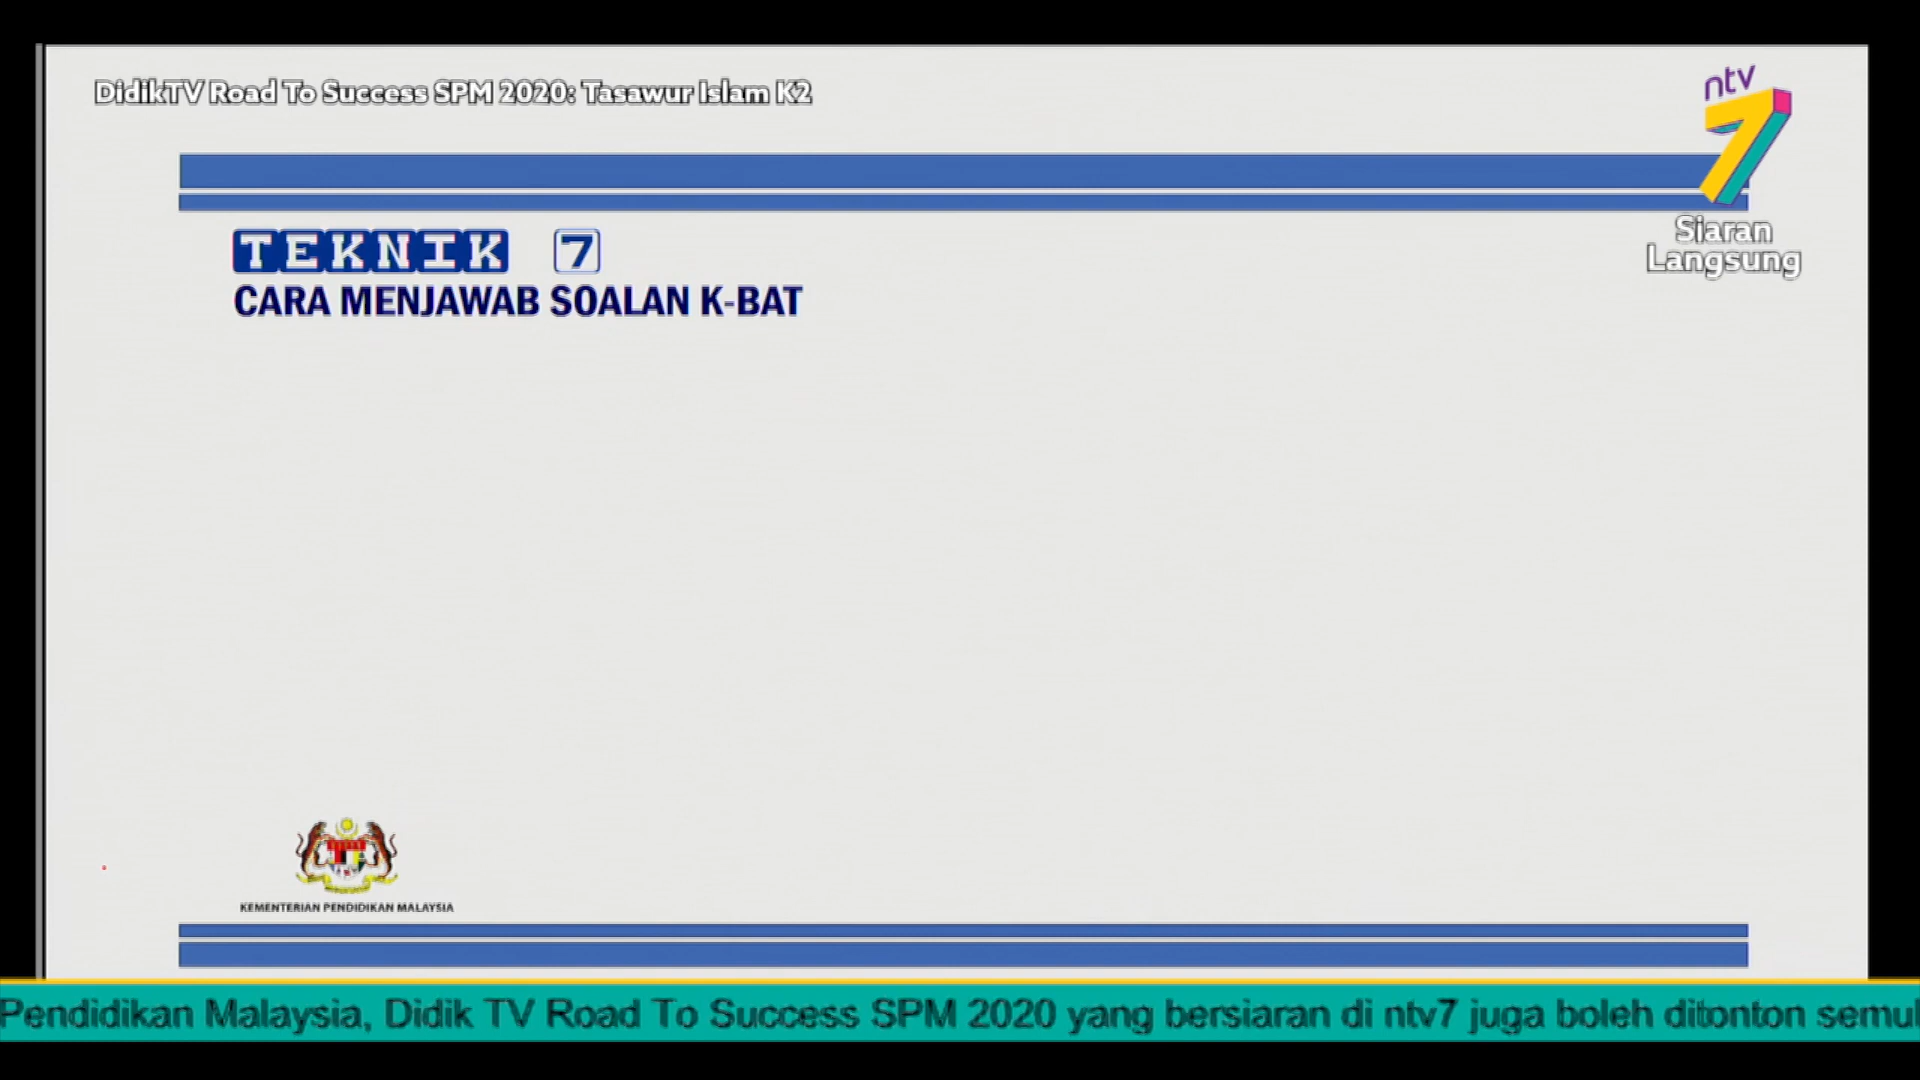 DidikTV Road To Success SPM 2020: Tasawur Islam K2
ntv
7
Siaran
Langsung
TEKNIK 7
CARA MENJAWAB SOALAN K-BAT
KEMENTERIAN PENDIDIKAN MALAYSIA
Pendidikan Malaysia, Didik TV Road To Success SPM 2020 yang bersiaran di ntv7 juga boleh ditonton semul